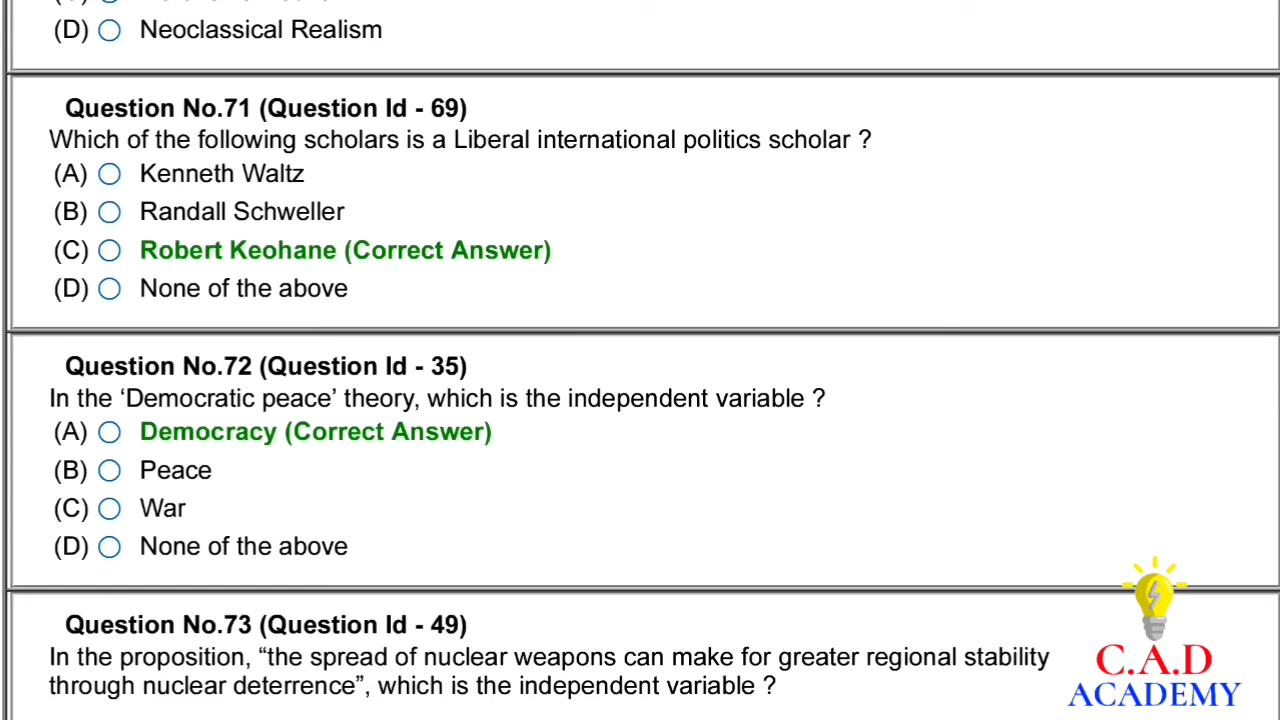 (D) Neoclassical Realism
Question No.71 (Question Id - 69)
Which of the following scholars is a Liberal international politics scholar ?
(A) Kenneth Waltz
(B) Randall Schweller
(C) Robert Keohane (Correct Answer)
(D) None of the above
Question No.72 (Question Id - 35)
In the ‘Democratic peace’ theory, which is the independent variable ?
(A) Democracy (Correct Answer)
(B) Peace
(C) War
(D) None of the above
Question No.73 (Question Id - 49)
In the proposition, “the spread of nuclear weapons can make for greater regional stability
through nuclear deterrence”, which is the independent variable ?
C.A.D
ACADEMY